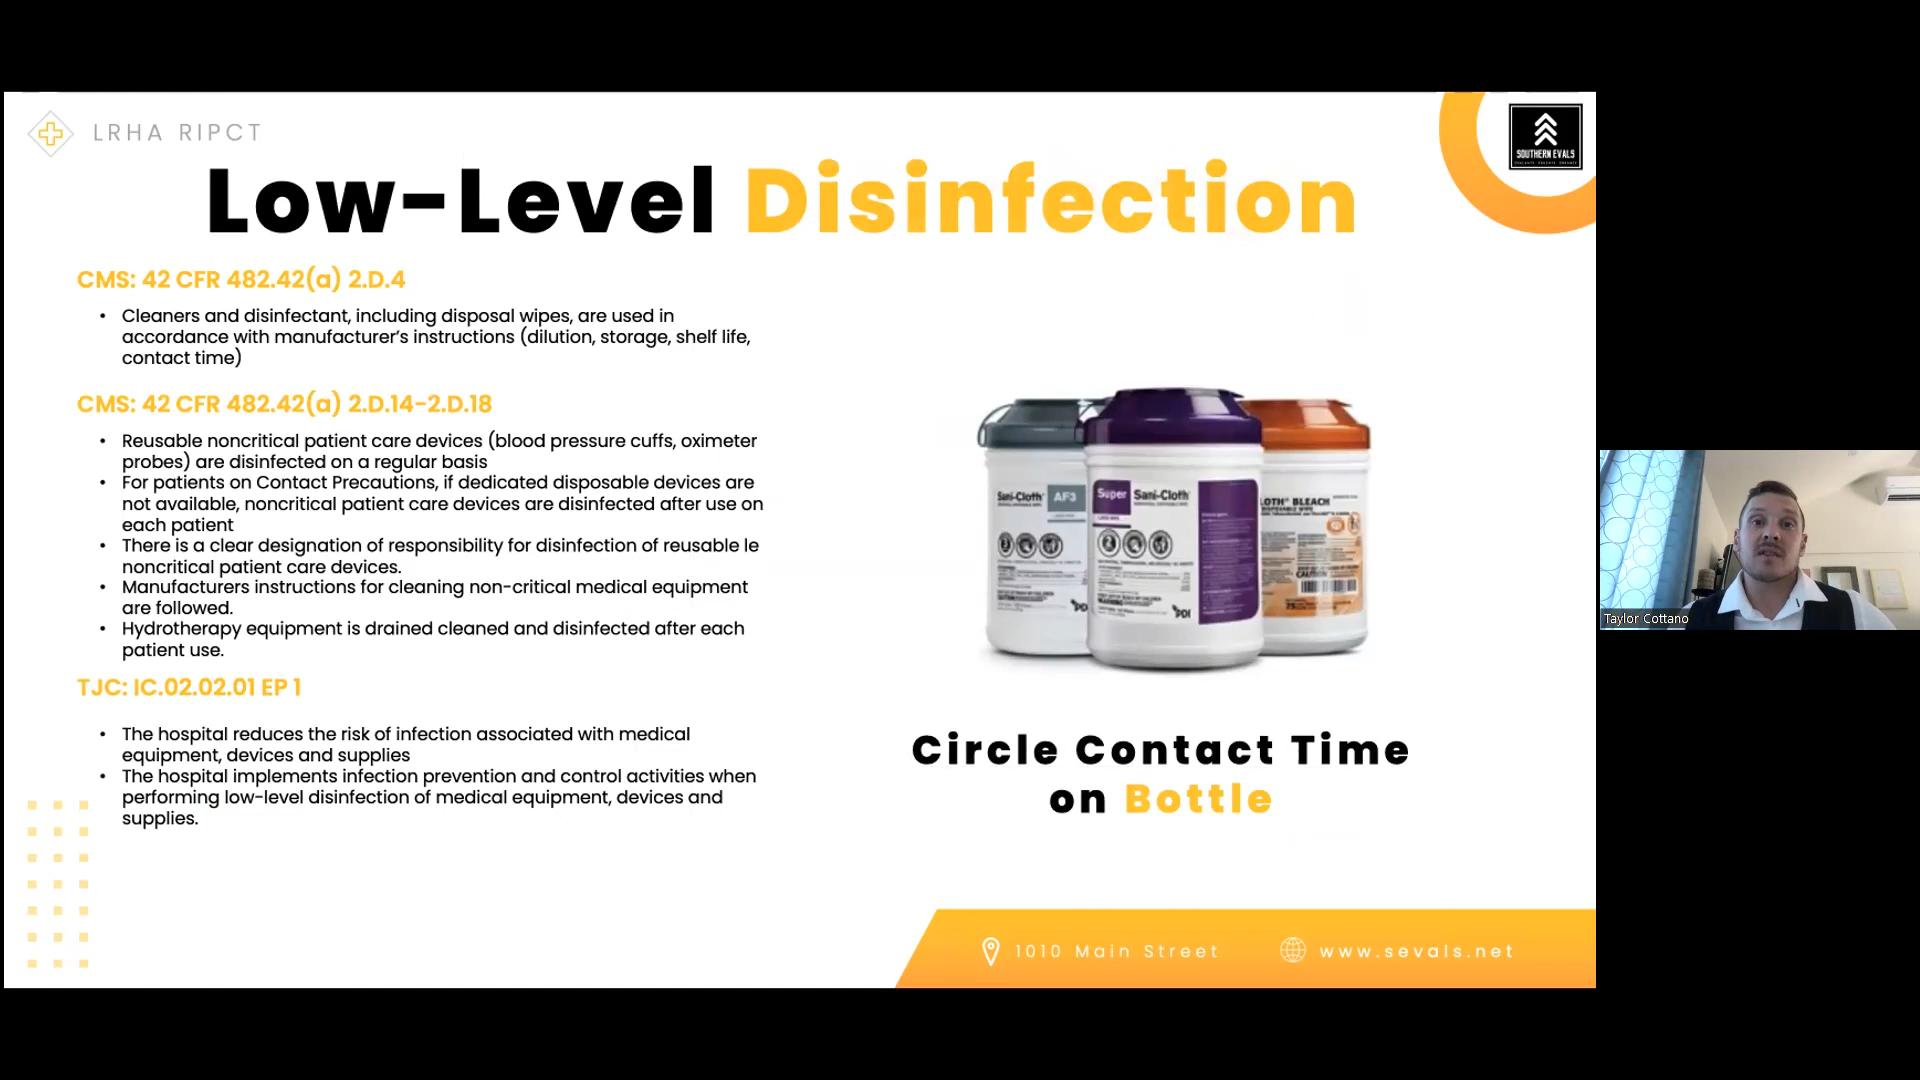 LRHA RIPCT
SOUTHERN EVALS
Low-Level Disinfection
CMS: 42 CFR 482.42(a) 2.D.4
• Cleaners and disinfectant, including disposal wipes, are used in
accordance with manufacturer's instructions (dilution, storage, shelf life,
contact time)
CMS: 42 CFR 482.42(a) 2.D.14-2.D.18
• Reusable noncritical patient care devices (blood pressure cuffs, oximeter
probes) are disinfected on a regular basis
• For patients on Contact Precautions, if dedicated disposable devices are
not available, noncritical patient care devices are disinfected after use on
each patient
• There is a clear designation of responsibility for disinfection of reusable le
noncritical patient care devices.
• Manufacturers instructions for cleaning non-critical medical equipment
are followed.
• Hydrotherapy equipment is drained cleaned and disinfected after each
patient use.
TJC: IC.02.02.01 EP 1
• The hospital reduces the risk of infection associated with medical
equipment, devices and supplies
• The hospital implements infection prevention and control activities when
performing low-level disinfection of medical equipment, devices and
supplies.
Sani-Cloth AF3
Super Sani-Cloth
LOTH BLEACH
PDI
Circle Contact Time
on Bottle
1010 Main Street
www.sevals.net
Taylor Cottano